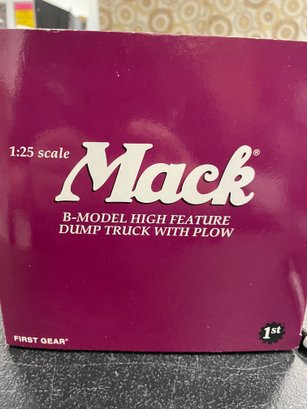 1:25 scale
Mack®
B-MODEL HIGH FEATURE
DUMP TRUCK WITH PLOW
FIRST GEAR®
1st